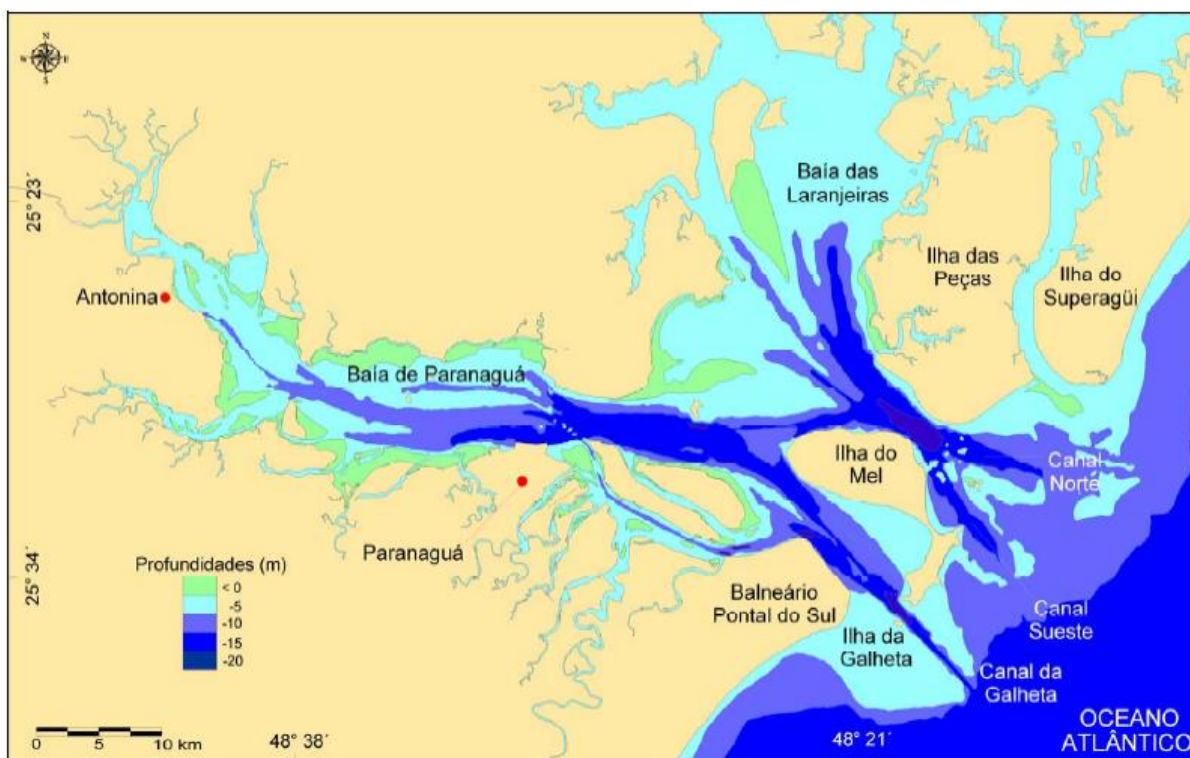 N
E
S
25° 23'
Baía das
Laranjeiras
Ilha das
Peças
Ilha do
Superagüi
Antonina
Baía de Paranaguá
Ilha do
Mel
Canal
Norte
Paranaguá
25° 34'
Profundidades (m)
< 0
-5
-10
-15
-20
Balneário
Pontal do Sul
Ilha da
Galheta
Canal
Sueste
Canal da
Galheta
OCEANO
ATLÂNTICO
0 5 10 km
48° 38'
48° 21'